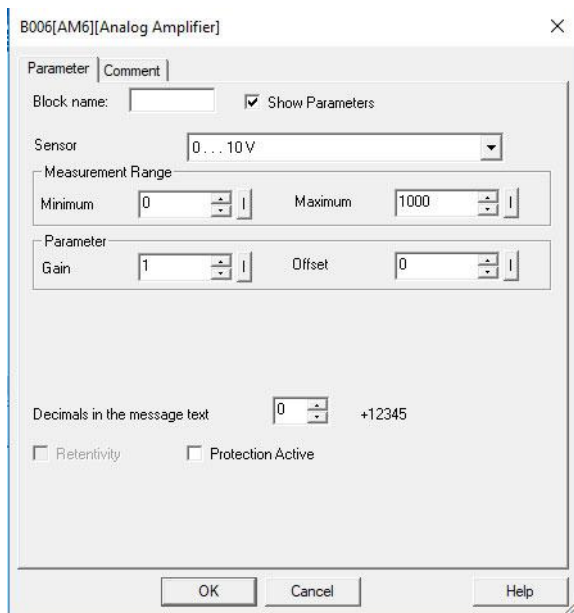 B006[AM6][Analog Amplifier]
Parameter Comment
Block name: Show Parameters
Sensor 0...10 V
Measurement Range
Minimum 0 Maximum 1000
Parameter
Gain 1 Offset 0
Decimals in the message text 0 +12345
Retentivity Protection Active
OK Cancel Help